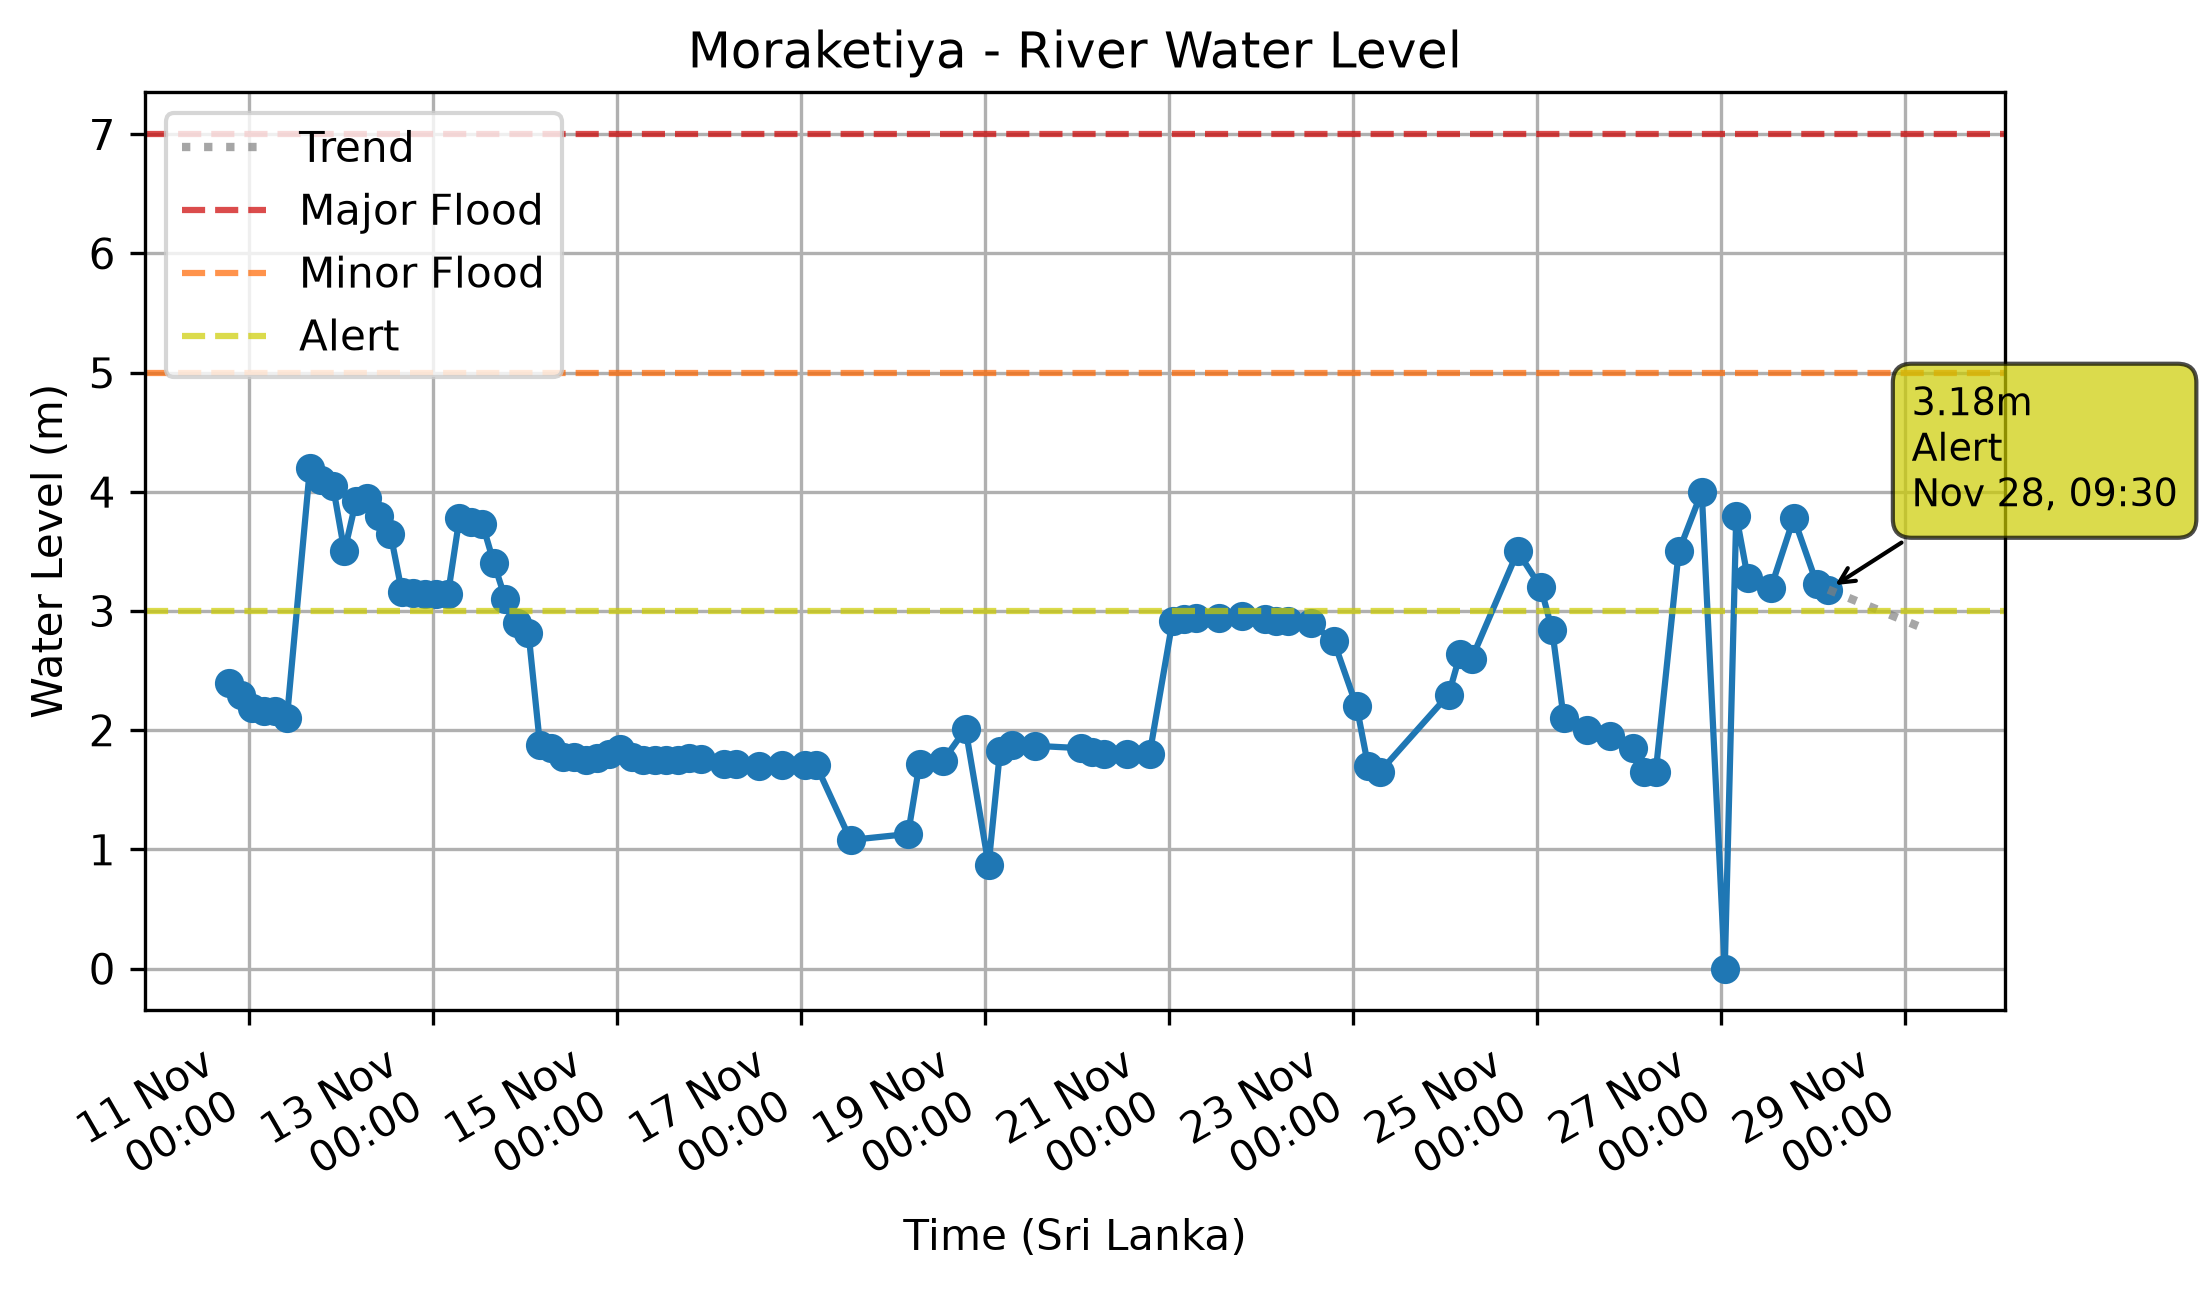 Moraketiya - River Water Level
Trend
Major Flood
Minor Flood
Alert
7
6
5
4
3
2
1
0
Water Level (m)
3.18m
Alert
Nov 28, 09:30
11 Nov
00:00
13 Nov
00:00
15 Nov
00:00
17 Nov
00:00
19 Nov
00:00
21 Nov
00:00
23 Nov
00:00
25 Nov
00:00
27 Nov
00:00
29 Nov
00:00
Time (Sri Lanka)